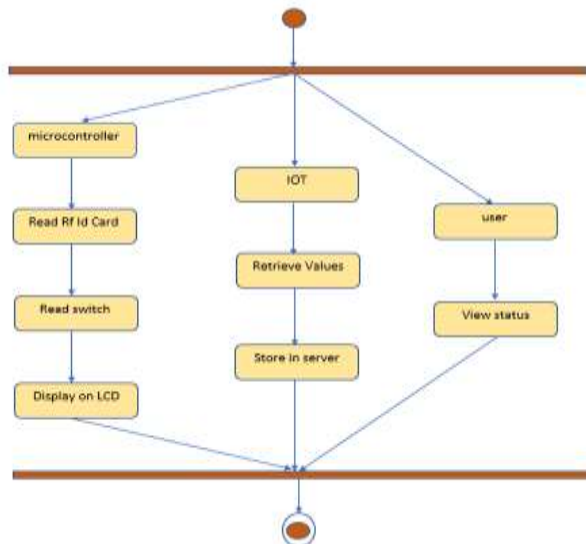 microcontroller
Read Rf Id Card
Read switch
Display on LCD
IOT
Retrieve Values
Store in server
user
View status